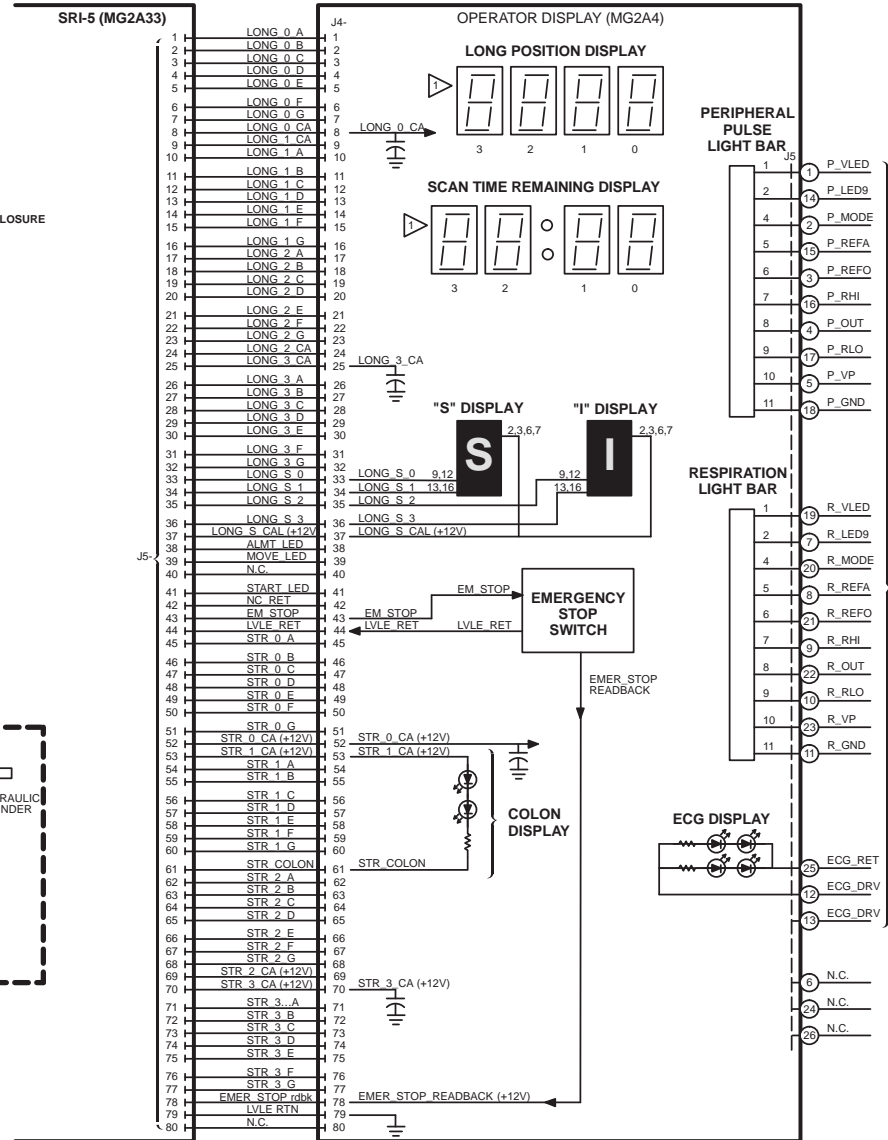 SRI-5 (MG2A33)
OPERATOR DISPLAY (MG2A4)
J4-
J5-
1 LONG_0_A 1
2 LONG_0_B 2
3 LONG_0_C 3
4 LONG_0_D 4
5 LONG_0_E 5
6 LONG_0_F 6
7 LONG_0_G 7
8 LONG_0_CA 8 LONG_0_CA
9 LONG_1_CA 9
10 LONG_1_A 10
11 LONG_1_B 11
12 LONG_1_C 12
13 LONG_1_D 13
14 LONG_1_E 14
15 LONG_1_F 15
16 LONG_1_G 16
17 LONG_2_A 17
18 LONG_2_B 18
19 LONG_2_C 19
20 LONG_2_D 20
21 LONG_2_E 21
22 LONG_2_F 22
23 LONG_2_G 23
24 LONG_2_CA 24
25 LONG_3_CA 25 LONG_3_CA
26 LONG_3_A 26
27 LONG_3_B 27
28 LONG_3_C 28
29 LONG_3_D 29
30 LONG_3_E 30
31 LONG_3_F 31
32 LONG_3_G 32
33 LONG_S_0 33 LONG_S_0 9,12 9,12
34 LONG_S_1 34 LONG_S_1 13,16 13,16
35 LONG_S_2 35 LONG_S_2
36 LONG_S_3 36 LONG_S_3
37 LONG_S_CAL (+12V 37 LONG_S_CAL (+12V)
38 ALMT_LED 38
39 MOVE_LED 39
40 N.C. 40
41 START_LED 41
42 NC_RET 42
43 EM_STOP 43 EM_STOP EM_STOP
44 LVLE_RET 44 LVLE_RET LVLE_RET
45 STR_0_A 45
46 STR_0_B 46
47 STR_0_C 47
48 STR_0_D 48
49 STR_0_E 49
50 STR_0_F 50
51 STR_0_G 51
52 STR_0_CA (+12V) 52 STR_0_CA (+12V)
53 STR_1_CA (+12V) 53 STR_1_CA (+12V)
54 STR_1_A 54
55 STR_1_B 55
56 STR_1_C 56
57 STR_1_D 57
58 STR_1_E 58
59 STR_1_F 59
60 STR_1_G 60
61 STR_COLON 61 STR_COLON
62 STR_2_A 62
63 STR_2_B 63
64 STR_2_C 64
65 STR_2_D 65
66 STR_2_E 66
67 STR_2_F 67
68 STR_2_G 68
69 STR_2_CA (+12V) 69
70 STR_3_CA (+12V) 70 STR_3_CA (+12V)
71 STR_3...A 71
72 STR_3_B 72
73 STR_3_C 73
74 STR_3_D 74
75 STR_3_E 75
76 STR_3_F 76
77 STR_3_G 77
78 EMER_STOP rdbk 78 EMER_STOP_READBACK (+12V)
79 LVLE RTN 79
80 N.C. 80
LOSURE
RAULIC
NDER
LONG POSITION DISPLAY
1
3 2 1 0
SCAN TIME REMAINING DISPLAY
1
3 2 1 0
"S" DISPLAY
"I" DISPLAY
2,3,6,7
2,3,6,7
S
I
EMERGENCY
STOP
SWITCH
EMER_STOP
READBACK
COLON
DISPLAY
PERIPHERAL
PULSE
LIGHT BAR
J5
1 1 P_VLED
2 14 P_LED9
4 2 P_MODE
5 15 P_REFA
6 3 P_REFO
7 16 P_RHI
8 4 P_OUT
9 17 P_RLO
10 5 P_VP
11 18 P_GND
RESPIRATION
LIGHT BAR
1 19 R_VLED
2 7 R_LED9
4 20 R_MODE
5 8 R_REFA
6 21 R_REFO
7 9 R_RHI
8 22 R_OUT
9 10 R_RLO
10 23 R_VP
11 11 R_GND
ECG DISPLAY
25 ECG_RET
12 ECG_DRV
13 ECG_DRV
6 N.C.
24 N.C.
26 N.C.